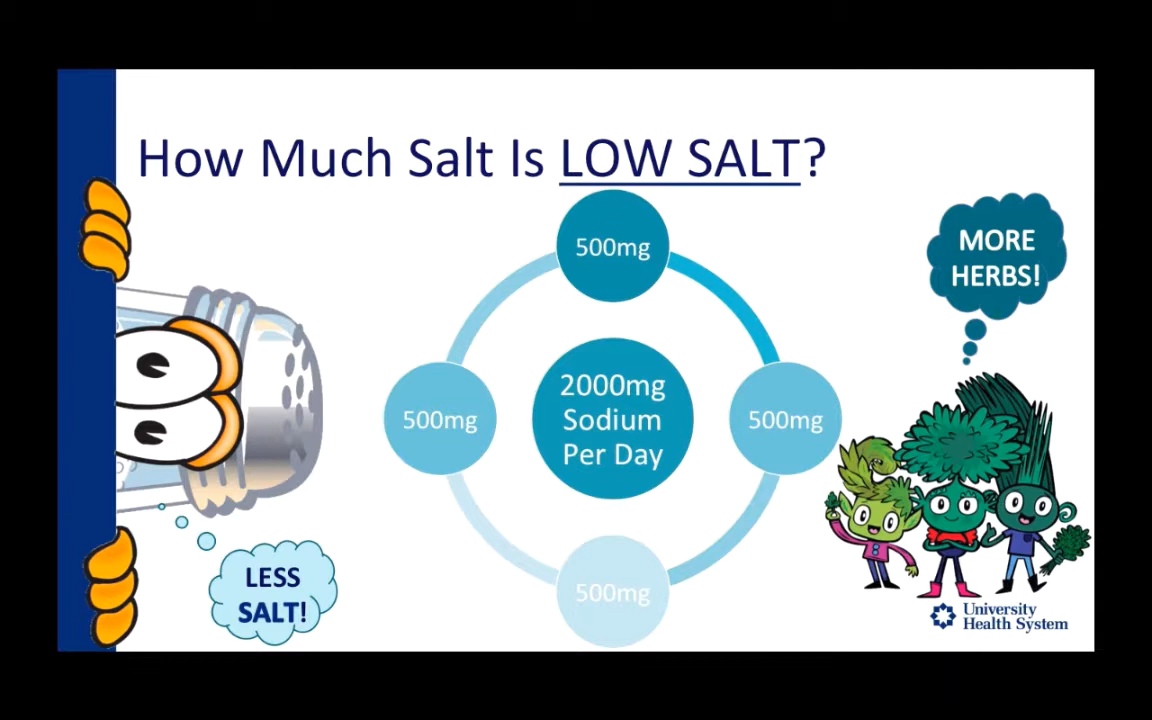 How Much Salt Is LOW SALT?
500mg
MORE
HERBS!
2000mg
Sodium
Per Day
500mg
500mg
500mg
LESS
SALT!
University
Health System